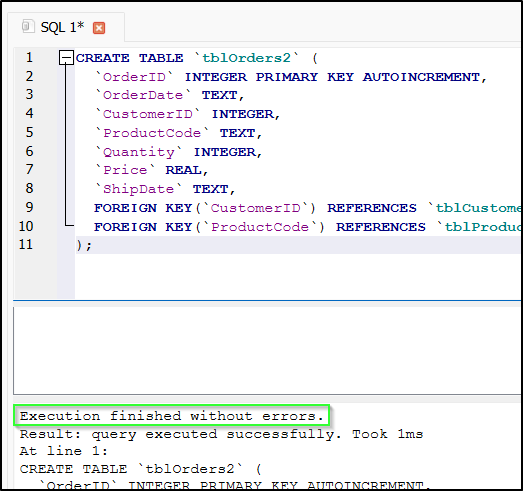 SQL 1*
1 CREATE TABLE `tblOrders2` (
2 `OrderID` INTEGER PRIMARY KEY AUTOINCREMENT,
3 `OrderDate` TEXT,
4 `CustomerID` INTEGER,
5 `ProductCode` TEXT,
6 `Quantity` INTEGER,
7 `Price` REAL,
8 `ShipDate` TEXT,
9 FOREIGN KEY(`CustomerID`) REFERENCES `tblCustome
10 FOREIGN KEY(`ProductCode`) REFERENCES `tblProduc
11 );
Execution finished without errors.
Result: query executed successfully. Took 1ms
At line 1:
CREATE TABLE `tblOrders2` (
`OrderID` INTEGER PRIMARY KEY AUTOINCREMENT,